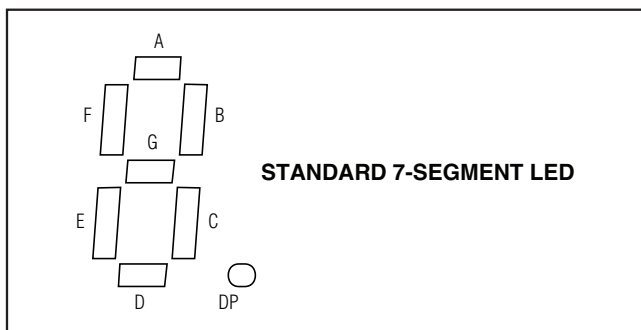 A
F B
G
STANDARD 7-SEGMENT LED
E C
D DP